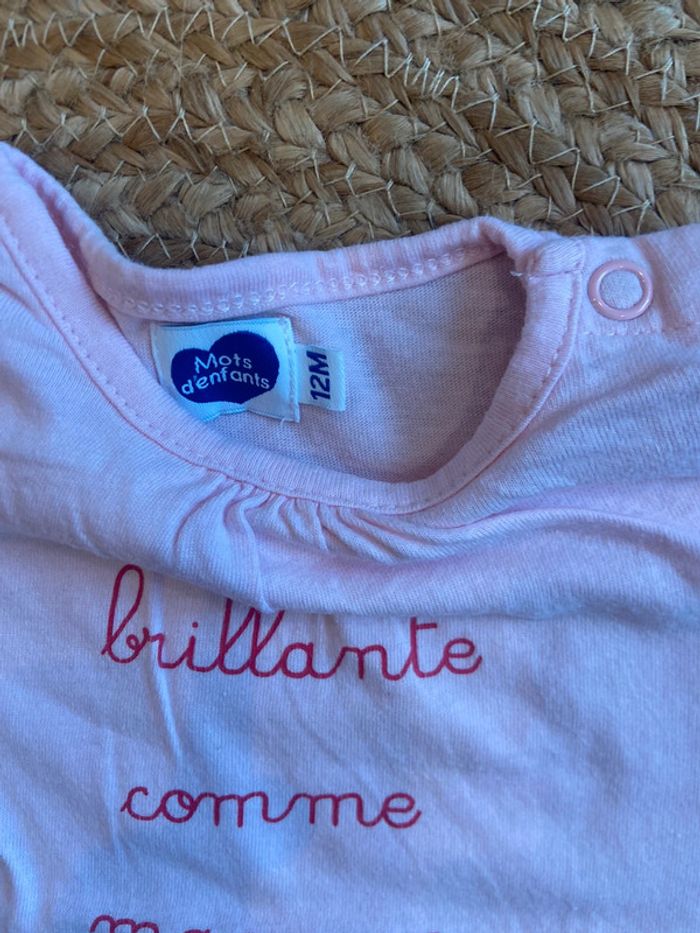 Mots
d'enfants
12M
brillante
comme